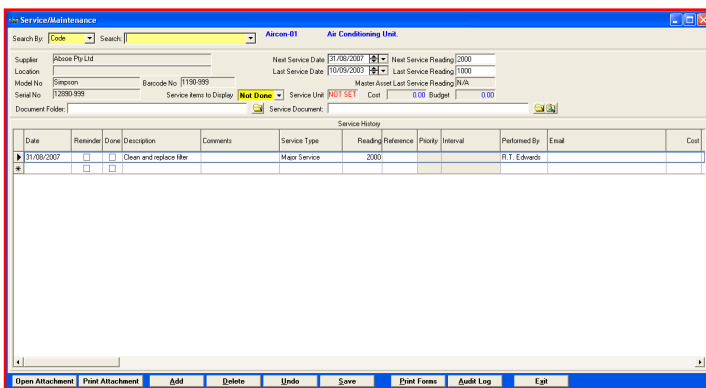 Service/Maintenance
Search By: Code Search: Aircon-01 Air Conditioning Unit.
Supplier Absoe Pty Ltd Next Service Date 31/08/2007 Next Service Reading 2000
Location Last Service Date 10/09/2003 Last Service Reading 1000
Model No Simpson Barcode No 1190-999 Master Asset Last Service Reading N/A
Serial No 12890-999 Service items to Display Not Done Service Unit NOT SET Cost 0.00 Budget 0.00
Document Folder: Service Document:
Service History
Date Reminder Done Description Comments Service Type Reading Reference Priority Interval Performed By Email Cost
31/08/2007 Clean and replace filter Major Service 2000 R.T. Edwards
Open Attachment Print Attachment Add Delete Undo Save Print Forms Audit Log Exit